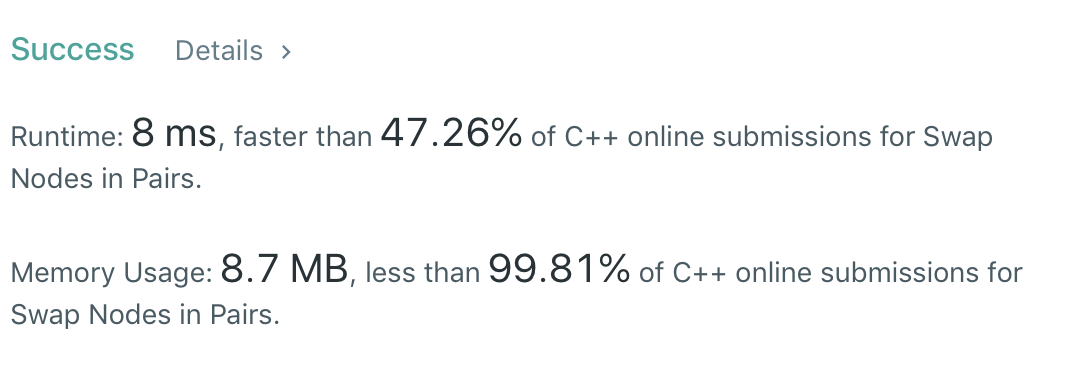 Success Details >
Runtime: 8 ms, faster than 47.26% of C++ online submissions for Swap
Nodes in Pairs.
Memory Usage: 8.7 MB, less than 99.81% of C++ online submissions for
Swap Nodes in Pairs.